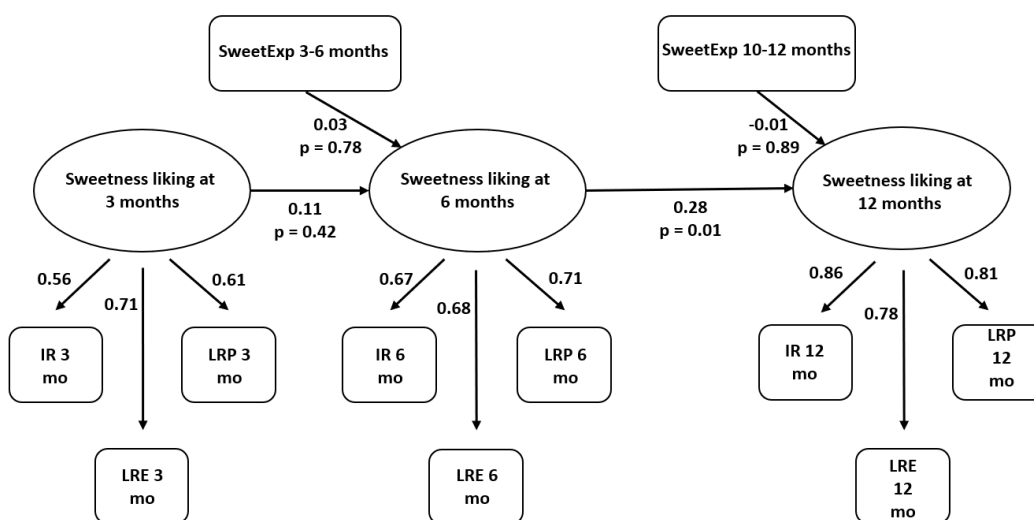 SweetExp 3-6 months
SweetExp 10-12 months
0.03
p = 0.78
-0.01
p = 0.89
Sweetness liking at
3 months
Sweetness liking at
6 months
Sweetness liking at
12 months
0.11
p = 0.42
0.28
p = 0.01
0.56
0.71
0.61
0.67
0.68
0.71
0.86
0.78
0.81
IR 3
mo
LRP 3
mo
IR 6
mo
LRP 6
mo
IR 12
mo
LRP
12
mo
LRE 3
mo
LRE 6
mo
LRE
12
mo